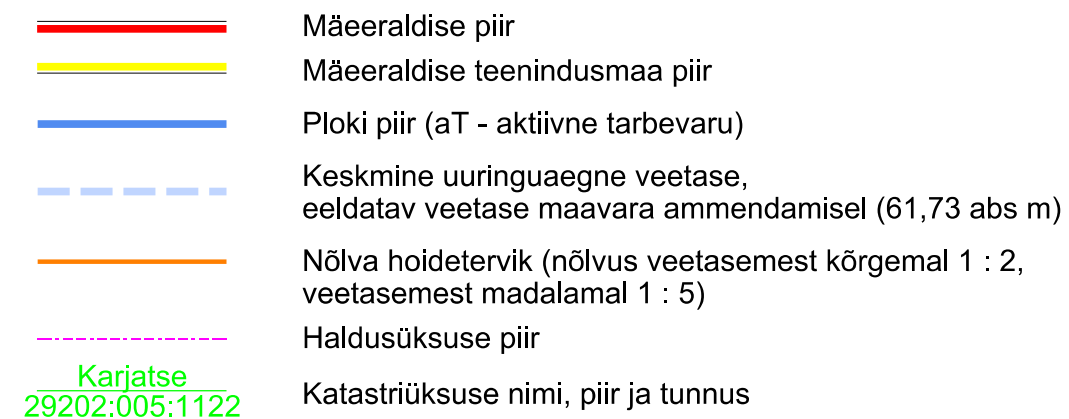 Mäeeraldise piir
Mäeeraldise teenindusmaa piir
Ploki piir (aT - aktiivne tarbevaru)
Keskmine uuringuaegne veetase,
eeldatav veetase maavara ammendamisel (61,73 abs m)
Nõlva hoidetervik (nõlvus veetasemest kõrgemal 1 : 2,
veetasemest madalamal 1 : 5)
Haldusüksuse piir
Karjatse
29202:005:1122
Katastriüksuse nimi, piir ja tunnus